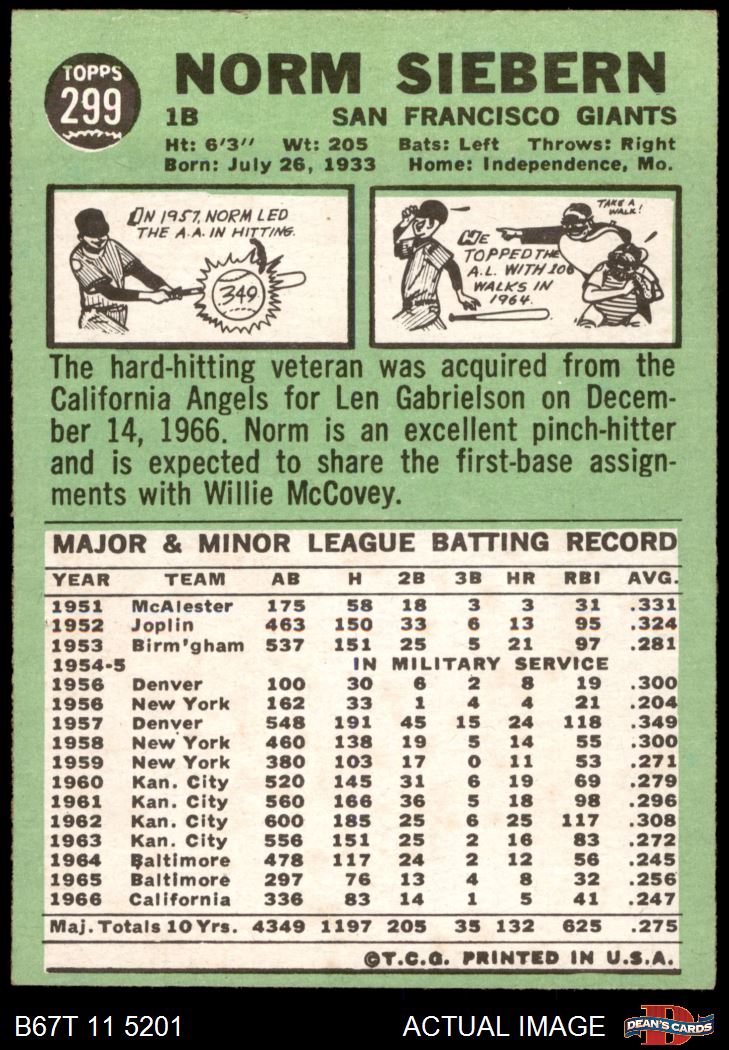 TOPPS
299
NORM SIEBERN
1B SAN FRANCISCO GIANTS
Ht: 6'3" Wt: 205 Bats: Left Throws: Right
Born: July 26, 1933 Home: Independence, Mo.
IN 1957, NORM LED
THE A.A. IN HITTING.
349
TAKE A
WALK!
HE
TOPPED THE
A.L. WITH 106
WALKS IN
1964.
The hard-hitting veteran was acquired from the
California Angels for Len Gabrielson on Decem-
ber 14, 1966. Norm is an excellent pinch-hitter
and is expected to share the first-base assign-
ments with Willie McCovey.
MAJOR & MINOR LEAGUE BATTING RECORD
YEAR TEAM AB H 2B 3B HR RBI AVG.
1951 McAlester 175 58 18 3 3 31 .331
1952 Joplin 463 150 33 6 13 95 .324
1953 Birm'gham 537 151 25 5 21 97 .281
1954-5 IN MILITARY SERVICE
1956 Denver 100 30 6 2 8 19 .300
1956 New York 162 33 1 4 4 21 .204
1957 Denver 548 191 45 15 24 118 .349
1958 New York 460 138 19 5 14 55 .300
1959 New York 380 103 17 0 11 53 .271
1960 Kan. City 520 145 31 6 19 69 .279
1961 Kan. City 560 166 36 5 18 98 .296
1962 Kan. City 600 185 25 6 25 117 .308
1963 Kan. City 556 151 25 2 16 83 .272
1964 Baltimore 478 117 24 2 12 56 .245
1965 Baltimore 297 76 13 4 8 32 .256
1966 California 336 83 14 1 5 41 .247
Maj. Totals 10 Yrs. 4349 1197 205 35 132 625 .275
©T.C.G. PRINTED IN U.S.A.
B67T 11 5201 ACTUAL IMAGE
DEAN'S CARDS